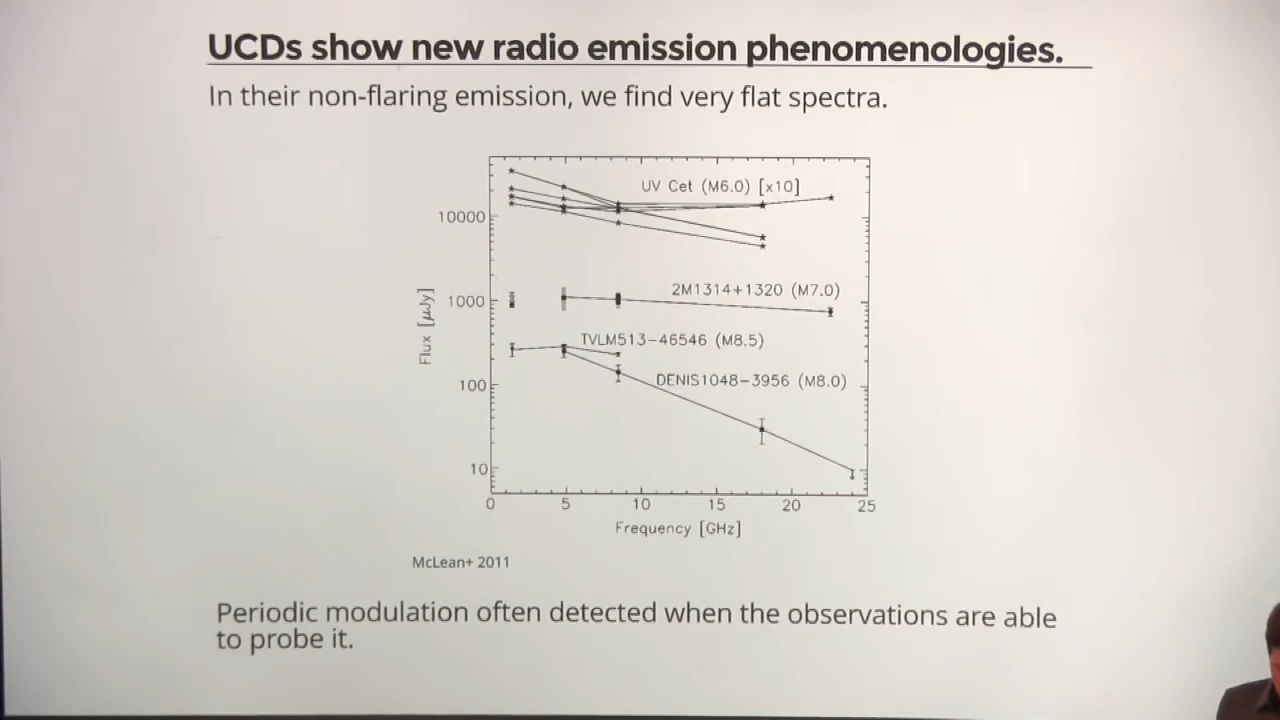 UCDs show new radio emission phenomenologies.
In their non-flaring emission, we find very flat spectra.
UV Cet (M6.0) [x10]
10000
2M1314+1320 (M7.0)
1000
TVLM513-46546 (M8.5)
Flux [μJy]
100
DENIS1048-3956 (M8.0)
10
0 5 10 15 20 25
Frequency [GHz]
McLean+ 2011
Periodic modulation often detected when the observations are able
to probe it.